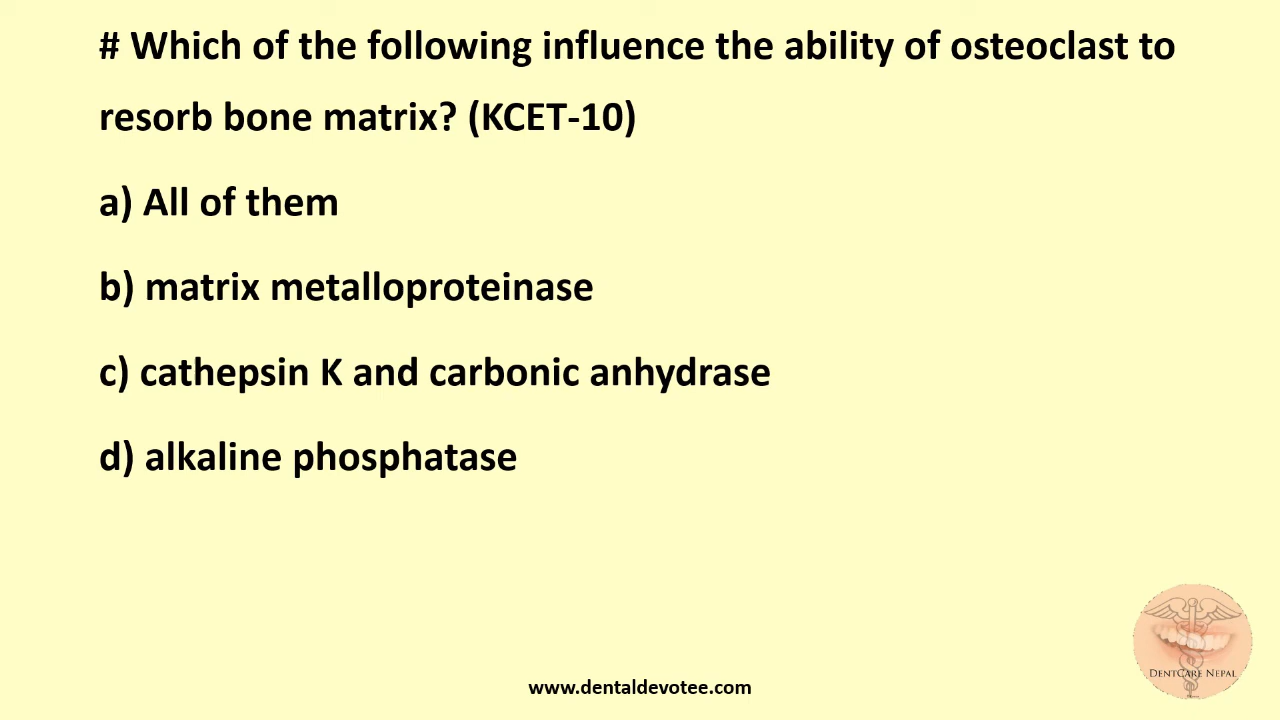 # Which of the following influence the ability of osteoclast to
resorb bone matrix? (KCET-10)
a) All of them
b) matrix metalloproteinase
c) cathepsin K and carbonic anhydrase
d) alkaline phosphatase
DENTCARE NEPAL
www.dentaldevotee.com